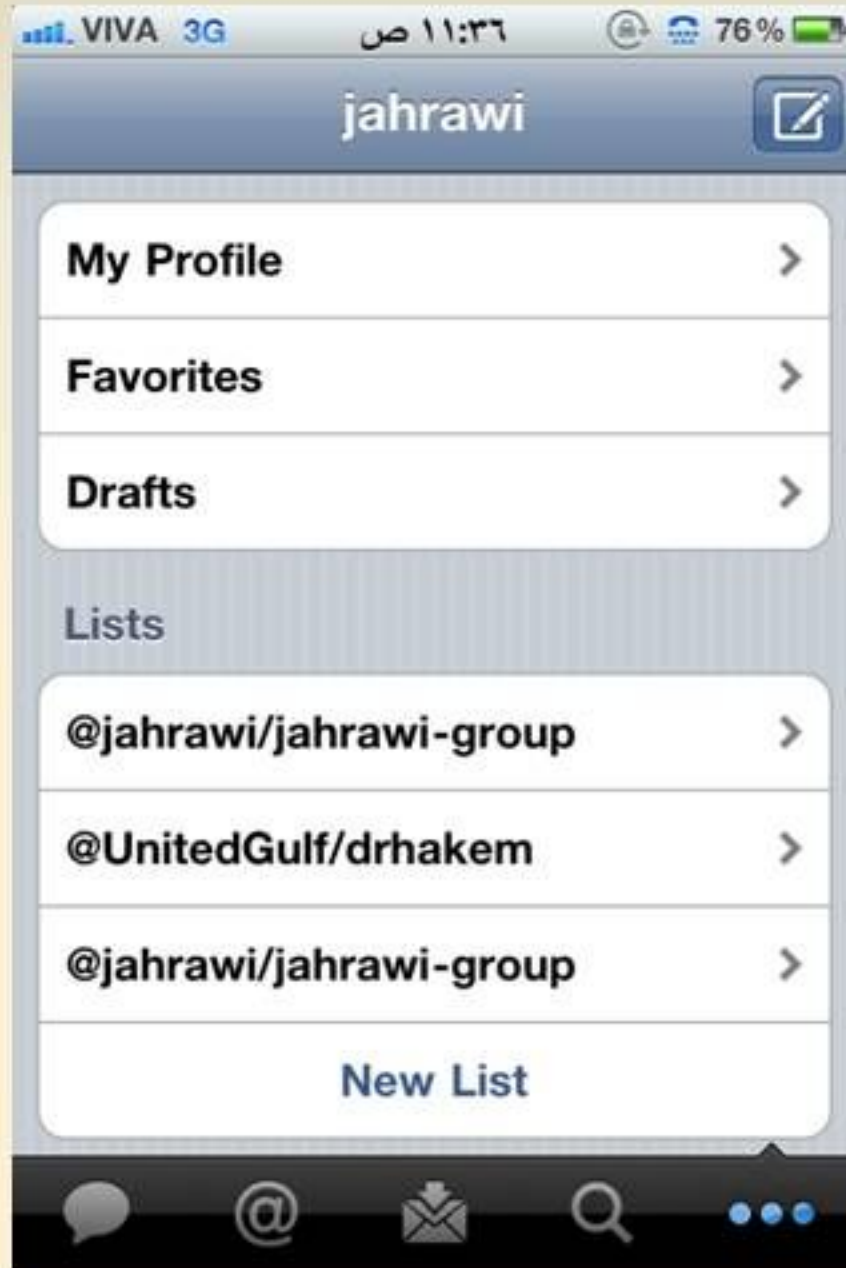 VIVA 3G ١١:٣٦ ص 76%
jahrawi
My Profile
Favorites
Drafts
Lists
@jahrawi/jahrawi-group
@UnitedGulf/drhakem
@jahrawi/jahrawi-group
New List
@